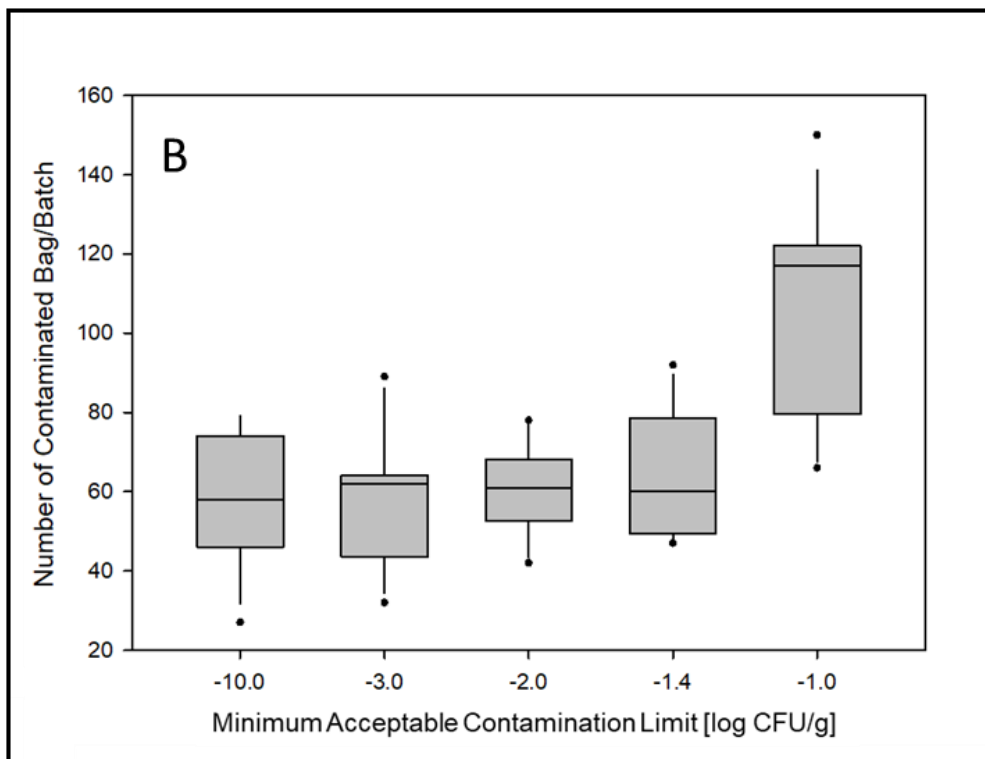 160
B
140
120
100
80
60
40
20
Number of Contaminated Bag/Batch
-10.0 -3.0 -2.0 -1.4 -1.0
Minimum Acceptable Contamination Limit [log CFU/g]